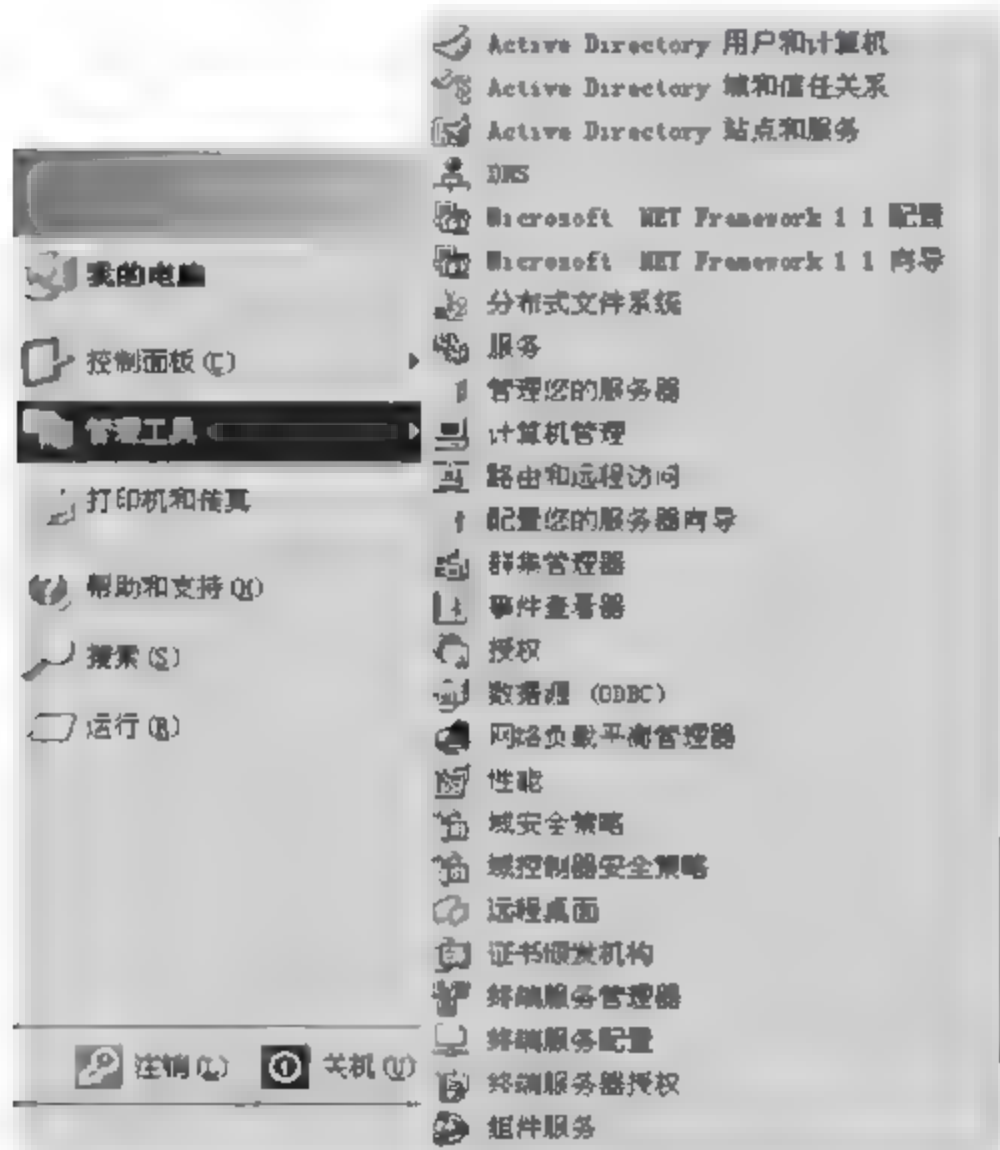 我的电脑
控制面板(C)
管理工具
打印机和传真
帮助和支持(H)
搜索(S)
运行(R)
注销(L)
关机(U)
Active Directory 用户和计算机
Active Directory 域和信任关系
Active Directory 站点和服务
DNS
Microsoft .NET Framework 1.1 配置
Microsoft .NET Framework 1.1 向导
分布式文件系统
服务
管理您的服务器
计算机管理
路由和远程访问
配置您的服务器向导
群集管理器
事件查看器
授权
数据源 (ODBC)
网络负载平衡管理器
性能
域安全策略
域控制器安全策略
远程桌面
证书颁发机构
终端服务管理器
终端服务配置
终端服务器授权
组件服务